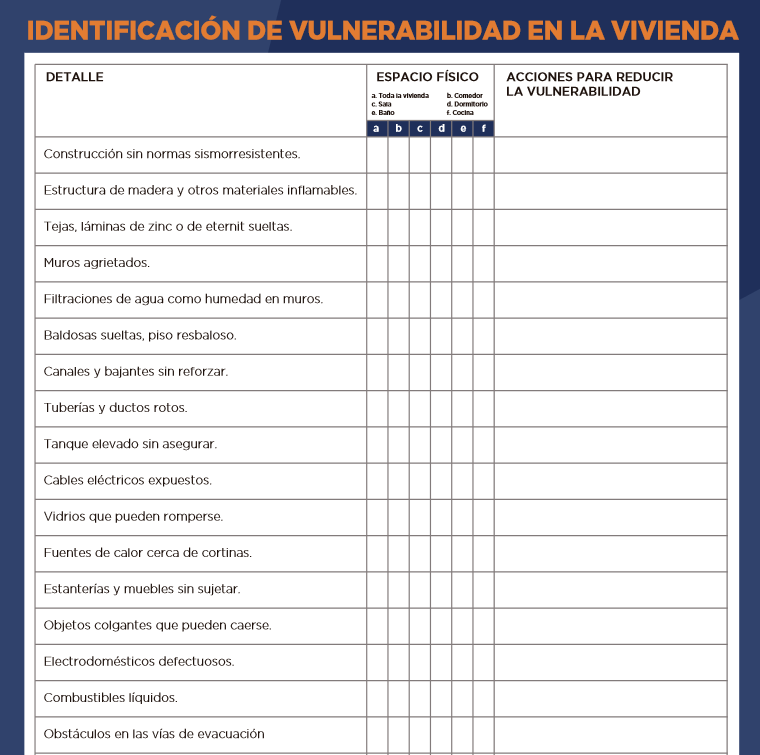 IDENTIFICACIÓN DE VULNERABILIDAD EN LA VIVIENDA
DETALLE
ESPACIO FÍSICO
a. Toda la vivienda b. Comedor
c. Sala d. Dormitorio
e. Baño f. Cocina
a b c d e f
ACCIONES PARA REDUCIR
LA VULNERABILIDAD
Construcción sin normas sismorresistentes.
Estructura de madera y otros materiales inflamables.
Tejas, láminas de zinc o de eternit sueltas.
Muros agrietados.
Filtraciones de agua como humedad en muros.
Baldosas sueltas, piso resbaloso.
Canales y bajantes sin reforzar.
Tuberías y ductos rotos.
Tanque elevado sin asegurar.
Cables eléctricos expuestos.
Vidrios que pueden romperse.
Fuentes de calor cerca de cortinas.
Estanterías y muebles sin sujetar.
Objetos colgantes que pueden caerse.
Electrodomésticos defectuosos.
Combustibles líquidos.
Obstáculos en las vías de evacuación